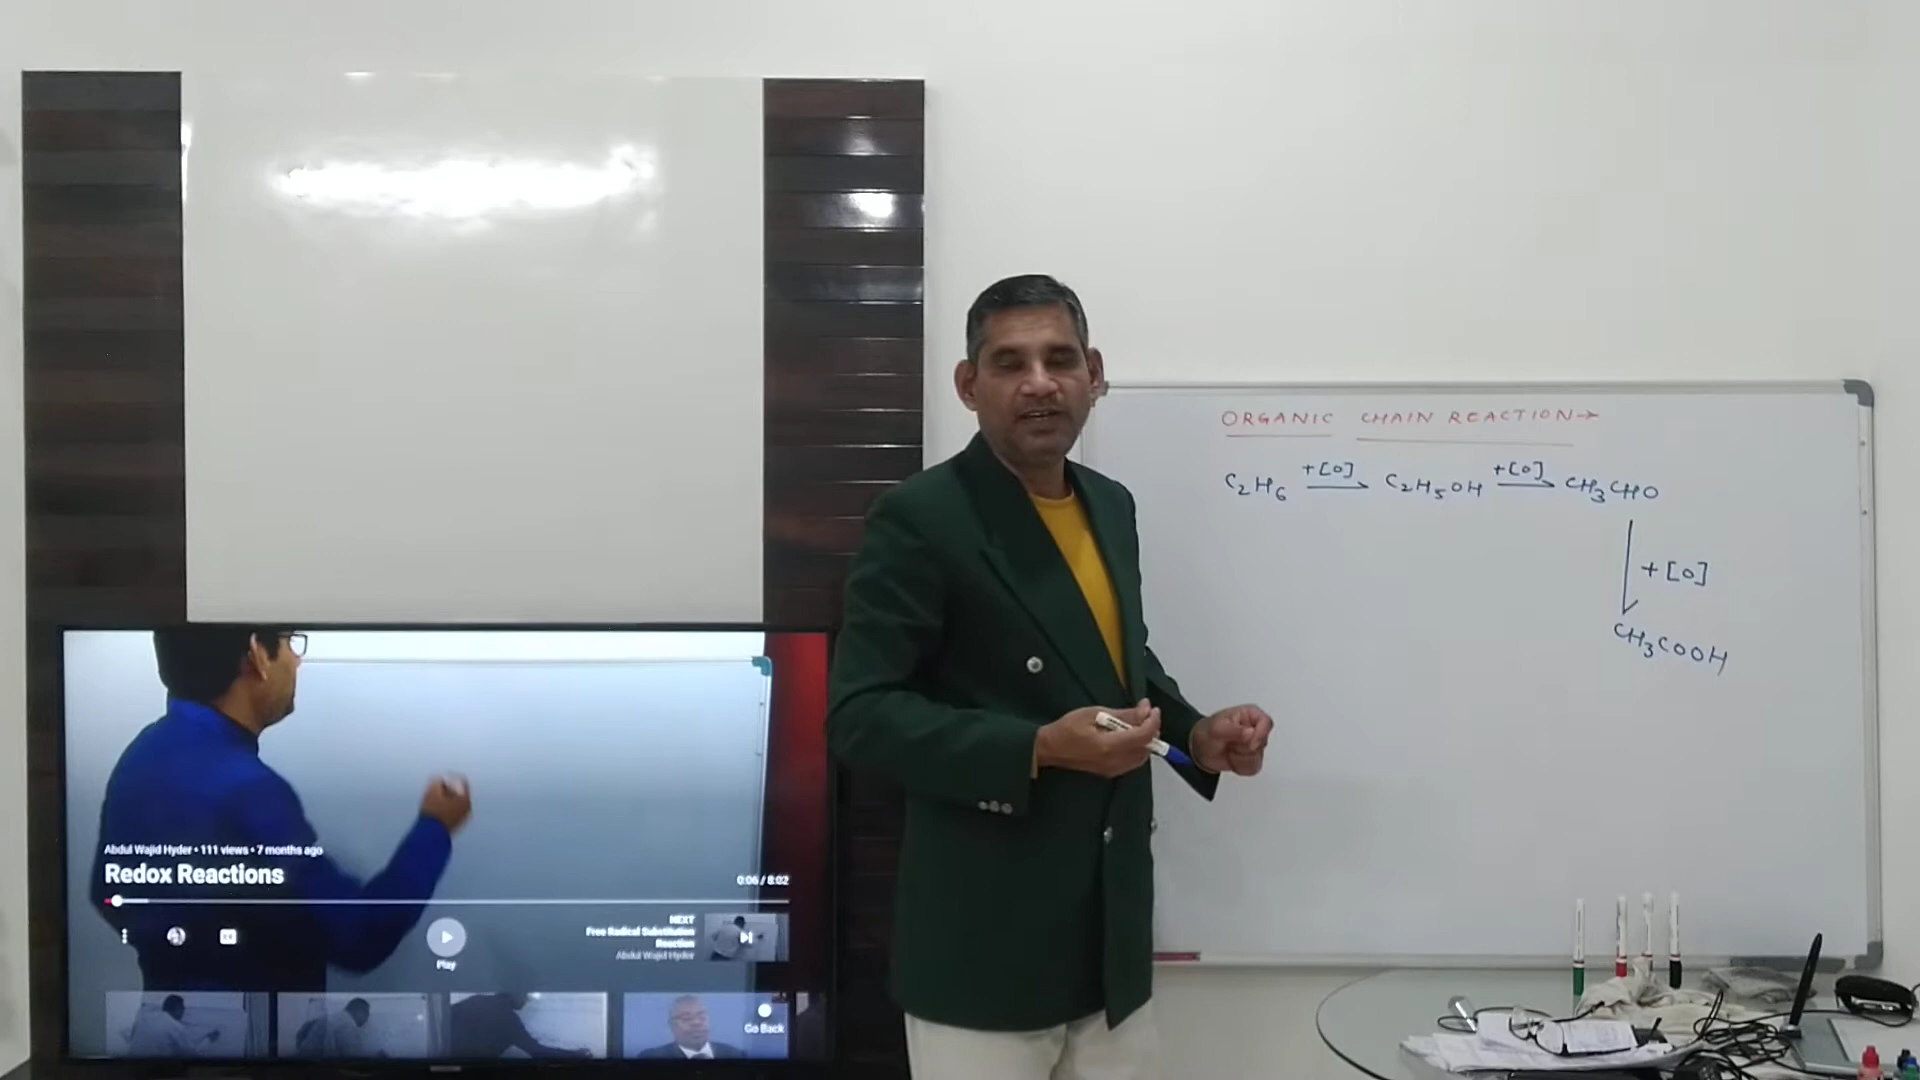 ORGANIC CHAIN REACTION→
C₂H₆ +[O]→ C₂H₅OH +[O]→ CH₃CHO
↓ +[O]
CH₃COOH
Abdul Wajid Hyder • 111 views • 7 months ago
Redox Reactions
0:06 / 8:02
CC
Play
NEXT
Free Radical Substitution
Reaction
Abdul Wajid Hyder
Go Back